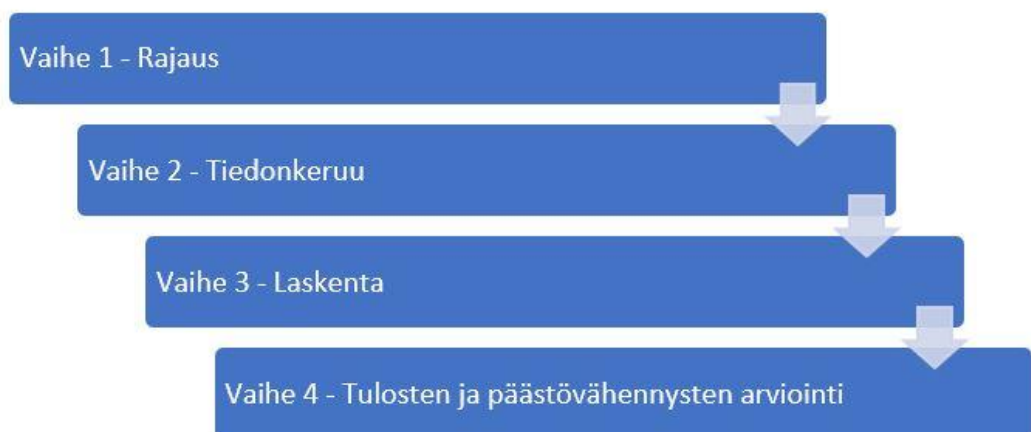 Vaihe 1 - Rajaus
Vaihe 2 - Tiedonkeruu
Vaihe 3 - Laskenta
Vaihe 4 - Tulosten ja päästövähennysten arviointi